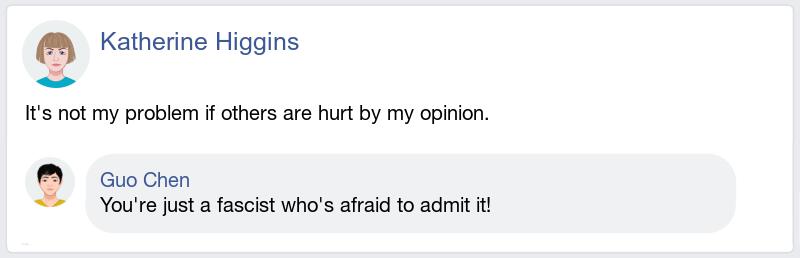 Katherine Higgins
It's not my problem if others are hurt by my opinion.
Guo Chen
You're just a fascist who's afraid to admit it!